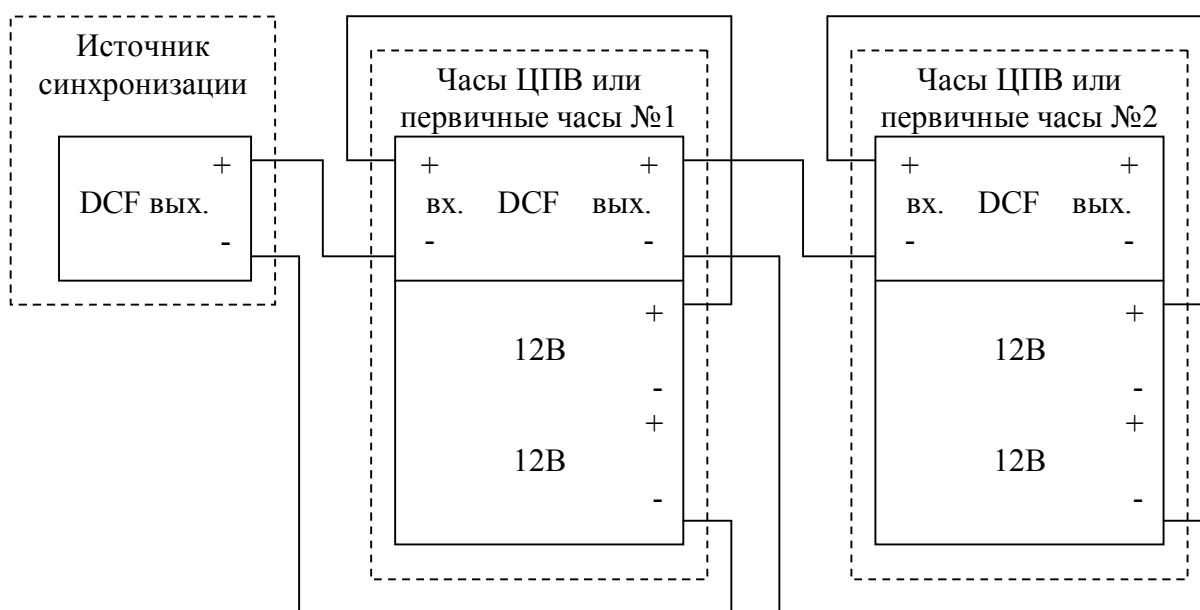 Источник
синхронизации
+
DCF вых.
-
Часы ЦПВ или
первичные часы №1
+ +
вх. DCF вых.
- -
+
12В
-
+
12В
-
Часы ЦПВ или
первичные часы №2
+ +
вх. DCF вых.
- -
+
12В
-
+
12В
-